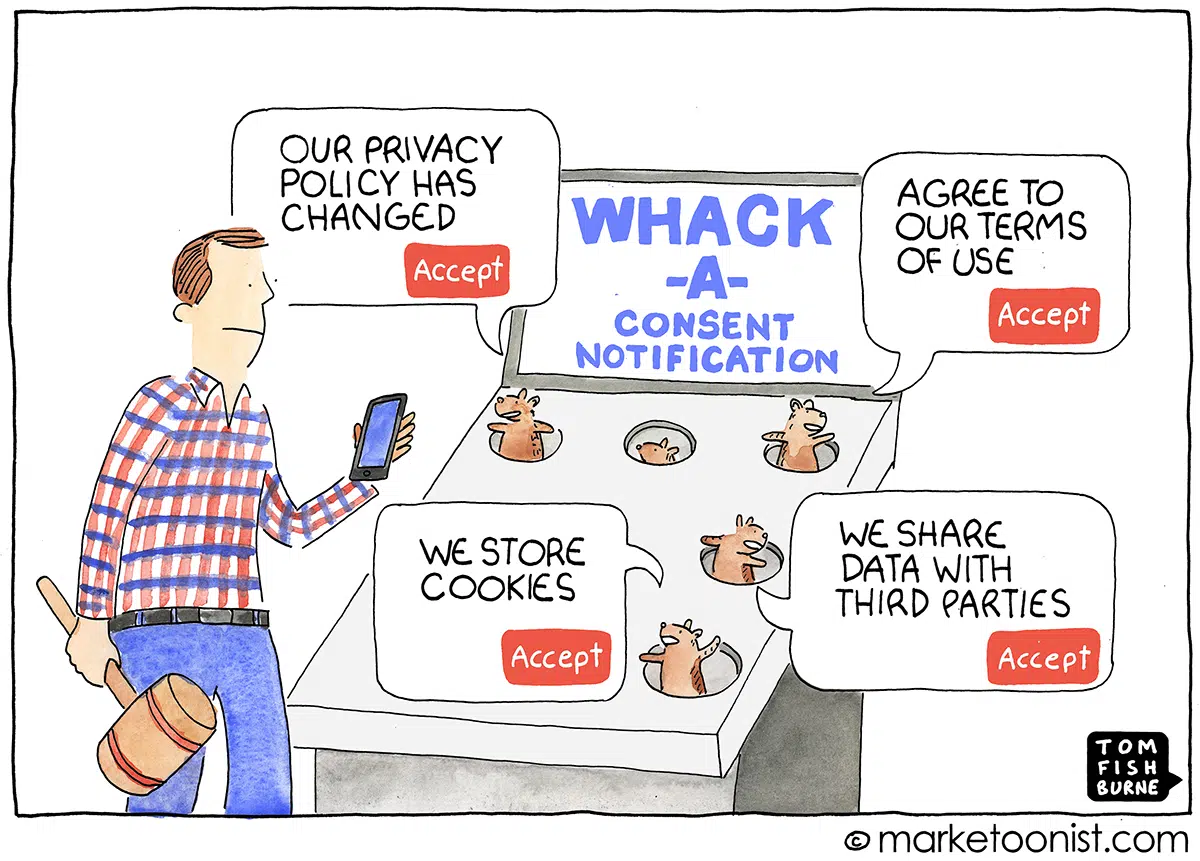 OUR PRIVACY
POLICY HAS
CHANGED
Accept
WHACK
-A-
CONSENT
NOTIFICATION
AGREE TO
OUR TERMS
OF USE
Accept
WE STORE
COOKIES
Accept
WE SHARE
DATA WITH
THIRD PARTIES
Accept
TOM
FISH
BURNE
© marketoonist.com